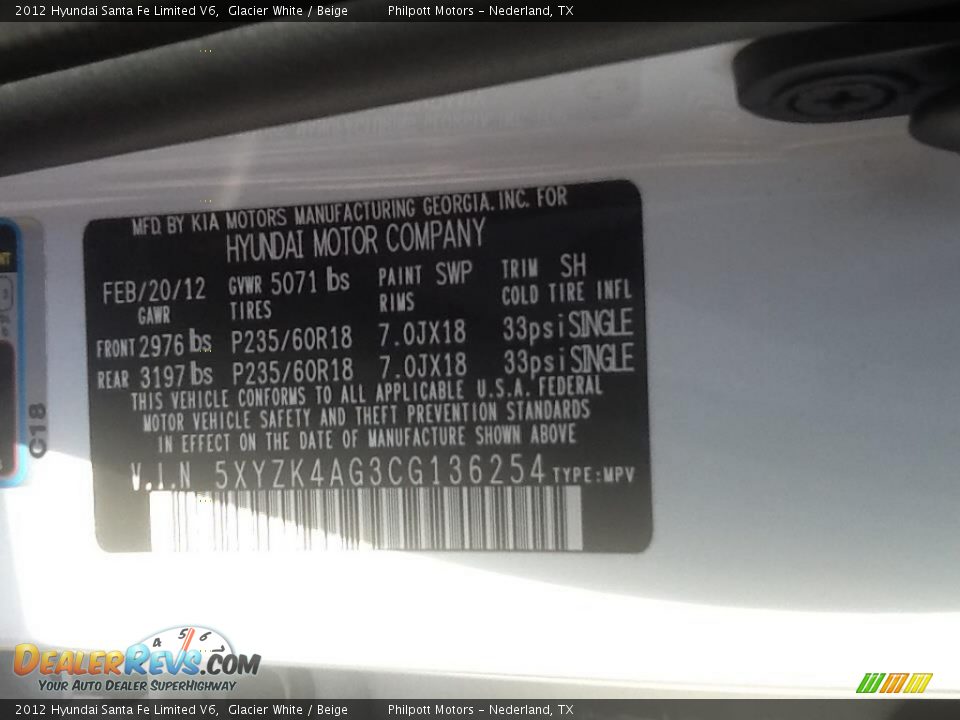 2012 Hyundai Santa Fe Limited V6, Glacier White / Beige Philpott Motors - Nederland, TX
MFD. BY KIA MOTORS MANUFACTURING GEORGIA. INC. FOR
HYUNDAI MOTOR COMPANY
FEB/20/12 GVWR 5071 lbs PAINT SWP TRIM SH
GAWR TIRES RIMS COLD TIRE INFL
FRONT 2976 lbs P235/60R18 7.0JX18 33psi SINGLE
REAR 3197 lbs P235/60R18 7.0JX18 33psi SINGLE
THIS VEHICLE CONFORMS TO ALL APPLICABLE U.S.A. FEDERAL
MOTOR VEHICLE SAFETY AND THEFT PREVENTION STANDARDS
IN EFFECT ON THE DATE OF MANUFACTURE SHOWN ABOVE
V.I.N 5XYZK4AG3CG136254 TYPE:MPV
C18
4 5 6
DEALERREVS.COM
YOUR AUTO DEALER SUPERHIGHWAY
2012 Hyundai Santa Fe Limited V6, Glacier White / Beige Philpott Motors - Nederland, TX